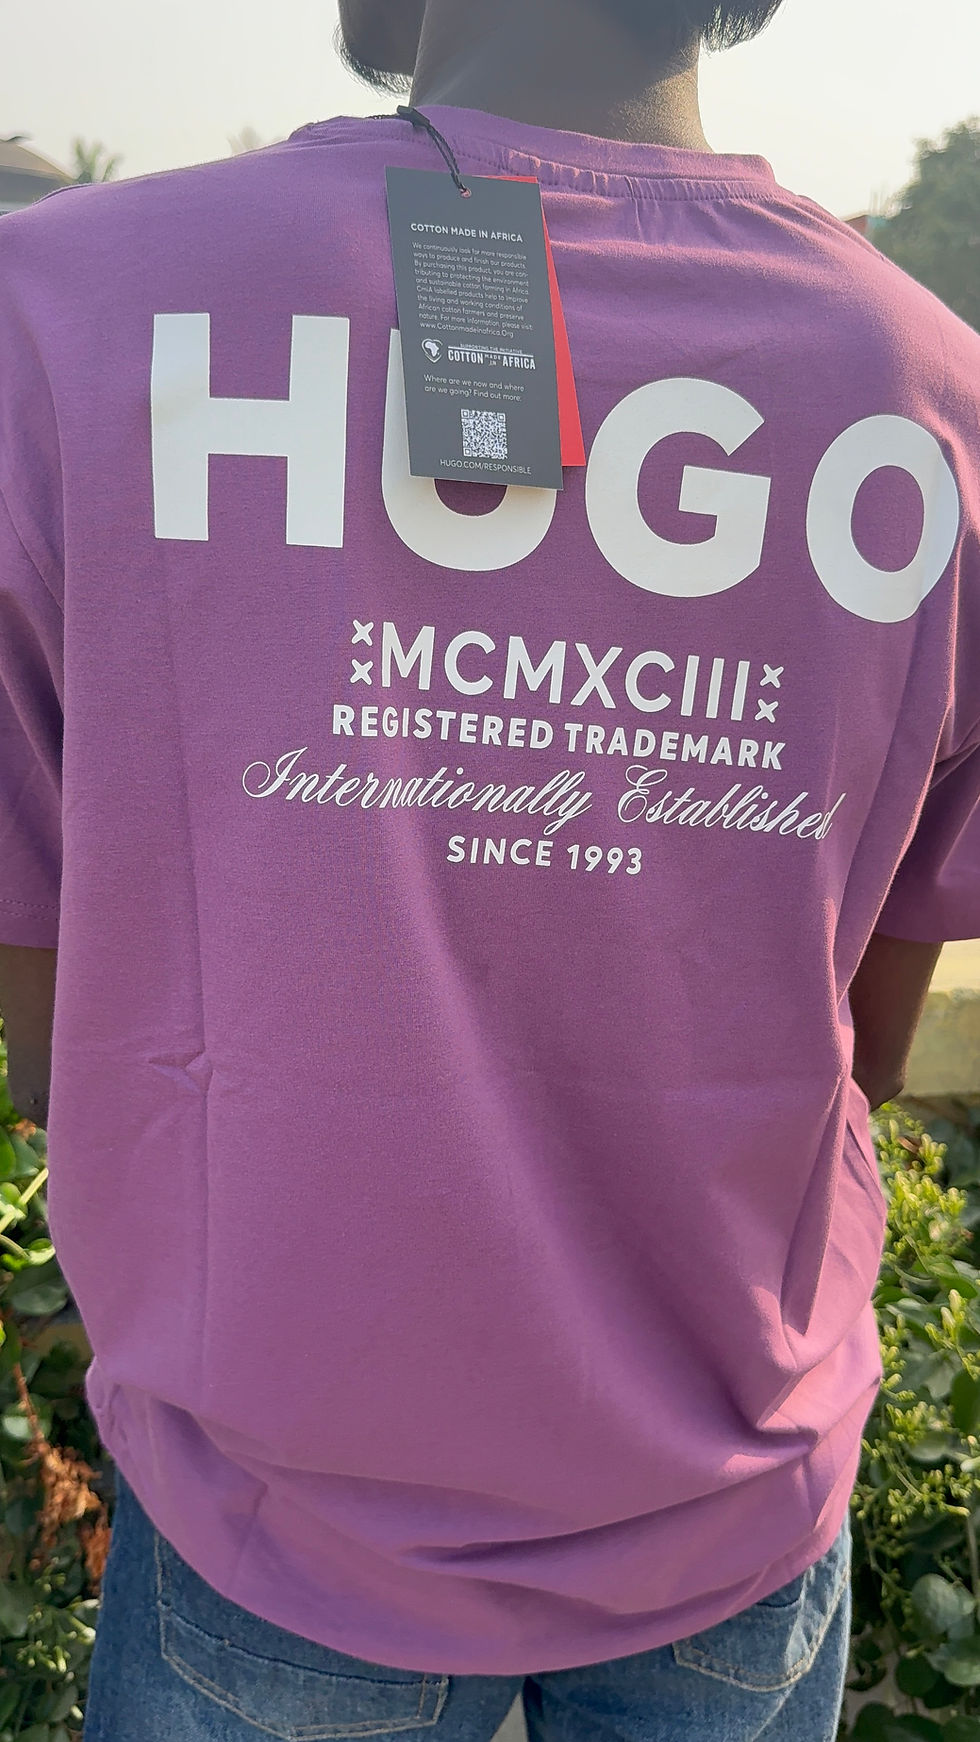 COTTON MADE IN AFRICA
We continuously look for more responsible
ways to produce and finish our products.
By purchasing this product, you are con-
tributing to protecting the environment
and sustainable cotton farming in Africa.
CmiA labelled products help to improve
the living and working conditions of
African cotton farmers and preserve
nature. For more information, please visit:
www.Cottonmadeinafrica.Org
SUPPORTING THE INITIATIVE
COTTON MADE IN AFRICA
Where are we now and where
are we going? Find out more:
HUGO.COM/RESPONSIBLE
HUGO
MCMXCIII
REGISTERED TRADEMARK
Internationally Established
SINCE 1993